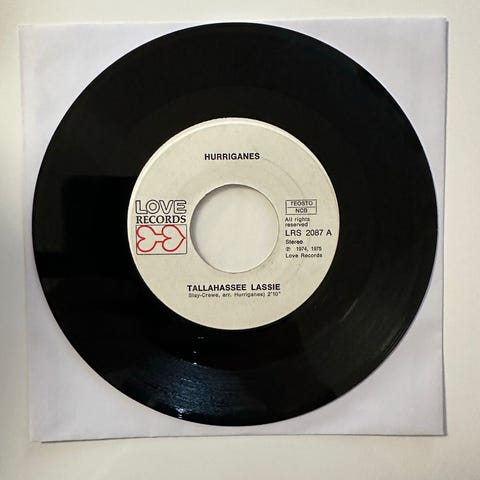 HURRIGANES
LOVE
RECORDS
TEOSTO
NCB
All rights
reserved
LRS 2087 A
Stereo
℗ 1974, 1975
Love Records
TALLAHASSEE LASSIE
Slay-Crewe, arr. Hurriganes) 2'10"